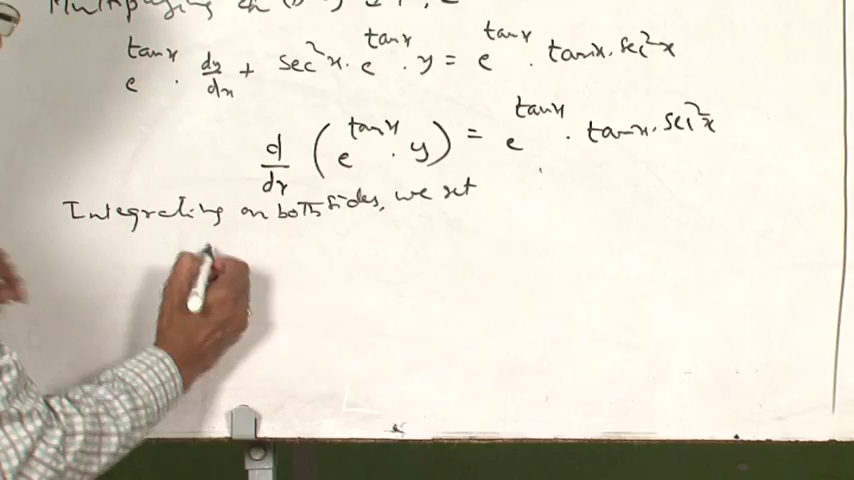 Multiplying
e^{tanx} . dy/dx + sec²x . e^{tanx} . y = e^{tanx} . tanx . sec²x
d/dx (e^{tanx} . y) = e^{tanx} . tanx . sec²x
Integrating on both sides, we get